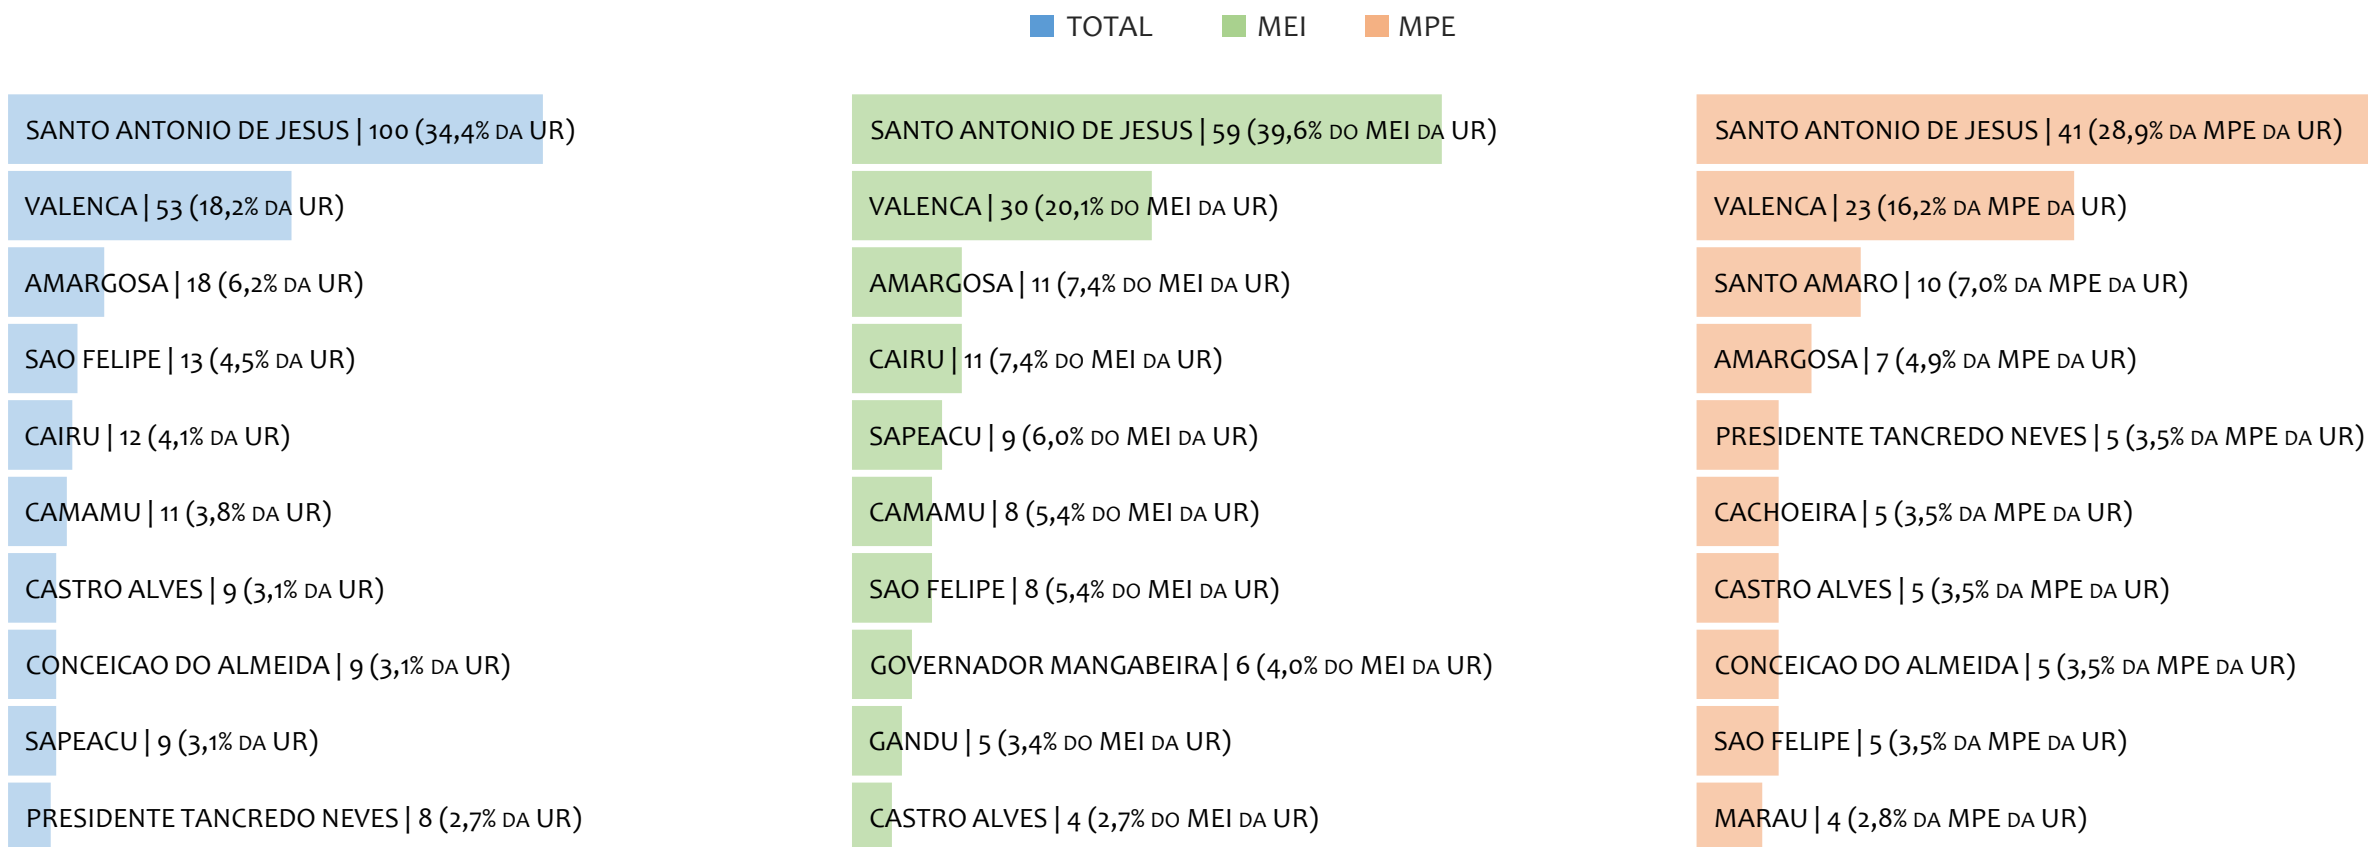 TOTAL MEI MPE
SANTO ANTONIO DE JESUS | 100 (34,4% DA UR)
VALENCA | 53 (18,2% DA UR)
AMARGOSA | 18 (6,2% DA UR)
SAO FELIPE | 13 (4,5% DA UR)
CAIRU | 12 (4,1% DA UR)
CAMAMU | 11 (3,8% DA UR)
CASTRO ALVES | 9 (3,1% DA UR)
CONCEICAO DO ALMEIDA | 9 (3,1% DA UR)
SAPEACU | 9 (3,1% DA UR)
PRESIDENTE TANCREDO NEVES | 8 (2,7% DA UR)
SANTO ANTONIO DE JESUS | 59 (39,6% DO MEI DA UR)
VALENCA | 30 (20,1% DO MEI DA UR)
AMARGOSA | 11 (7,4% DO MEI DA UR)
CAIRU | 11 (7,4% DO MEI DA UR)
SAPEACU | 9 (6,0% DO MEI DA UR)
CAMAMU | 8 (5,4% DO MEI DA UR)
SAO FELIPE | 8 (5,4% DO MEI DA UR)
GOVERNADOR MANGABEIRA | 6 (4,0% DO MEI DA UR)
GANDU | 5 (3,4% DO MEI DA UR)
CASTRO ALVES | 4 (2,7% DO MEI DA UR)
SANTO ANTONIO DE JESUS | 41 (28,9% DA MPE DA UR)
VALENCA | 23 (16,2% DA MPE DA UR)
SANTO AMARO | 10 (7,0% DA MPE DA UR)
AMARGOSA | 7 (4,9% DA MPE DA UR)
PRESIDENTE TANCREDO NEVES | 5 (3,5% DA MPE DA UR)
CACHOEIRA | 5 (3,5% DA MPE DA UR)
CASTRO ALVES | 5 (3,5% DA MPE DA UR)
CONCEICAO DO ALMEIDA | 5 (3,5% DA MPE DA UR)
SAO FELIPE | 5 (3,5% DA MPE DA UR)
MARAU | 4 (2,8% DA MPE DA UR)